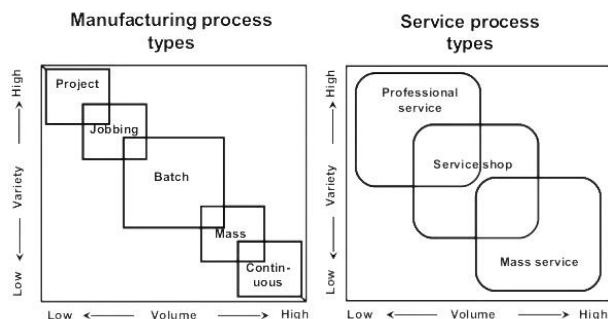 Manufacturing process
types
Project
Jobbing
Batch
Mass
Contin-
uous
High
Variety
Low
Low
Volume
High
Service process
types
Professional
service
Service shop
Mass service
High
Variety
Low
Low
Volume
High